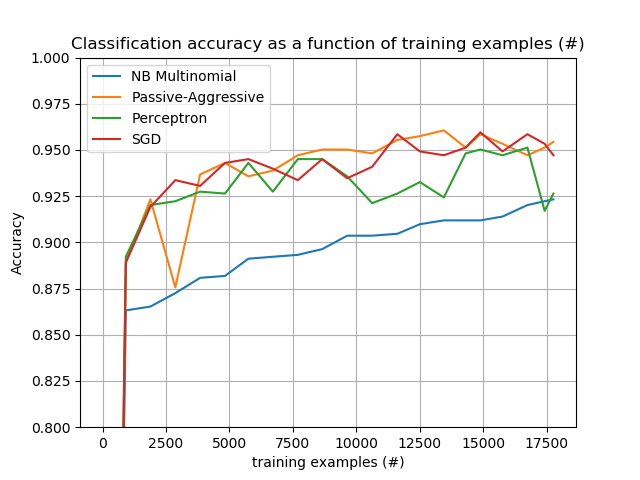 Classification accuracy as a function of training examples (#)
NB Multinomial
Passive-Aggressive
Perceptron
SGD
1.000
0.975
0.950
0.925
0.900
0.875
0.850
0.825
0.800
Accuracy
0 2500 5000 7500 10000 12500 15000 17500
training examples (#)